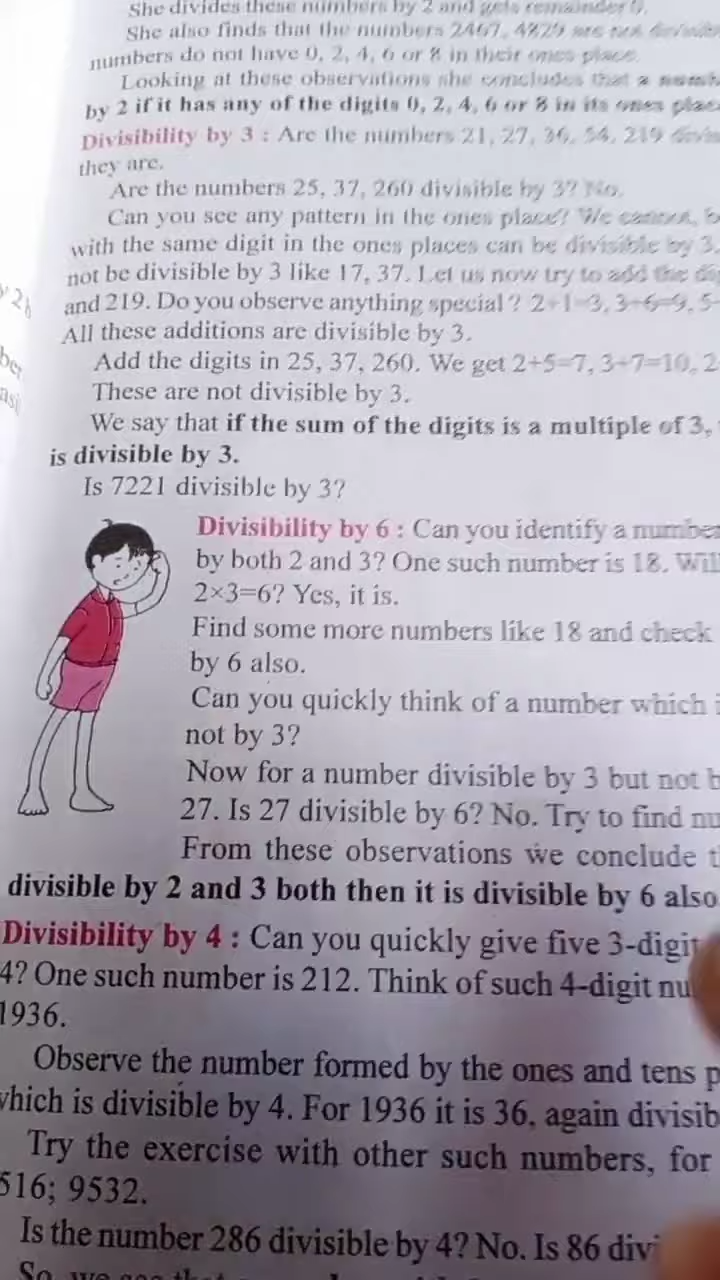 She divides these numbers by 2 and gets remainder 0.
She also finds that the numbers 2467, 4829 are not
numbers do not have 0, 2, 4, 6 or 8 in their ones place.
Looking at these observations she concludes that a
by 2 if it has any of the digits 0, 2, 4, 6 or 8 in its ones
Divisibility by 3 : Are the numbers 21, 27, 36, 54, 219
they are.
Are the numbers 25, 37, 260 divisible by 3? No.
Can you see any pattern in the ones place? We cannot,
with the same digit in the ones places can be divisible by 3.
not be divisible by 3 like 17, 37. Let us now try to add the
and 219. Do you observe anything special? 2+1=3, 3+6=9, 5
All these additions are divisible by 3.
Add the digits in 25, 37, 260. We get 2+5=7, 3+7=10, 2
These are not divisible by 3.
We say that if the sum of the digits is a multiple of 3,
is divisible by 3.
Is 7221 divisible by 3?
Divisibility by 6 : Can you identify a number
by both 2 and 3? One such number is 18. Will
2×3=6? Yes, it is.
Find some more numbers like 18 and check
by 6 also.
Can you quickly think of a number which
not by 3?
Now for a number divisible by 3 but not
27. Is 27 divisible by 6? No. Try to find
From these observations we conclude
divisible by 2 and 3 both then it is divisible by 6 also
Divisibility by 4 : Can you quickly give five 3-digit
4? One such number is 212. Think of such 4-digit
1936.
Observe the number formed by the ones and tens
which is divisible by 4. For 1936 it is 36, again
Try the exercise with other such numbers, for
516; 9532.
Is the number 286 divisible by 4? No. Is 86
So, we see that